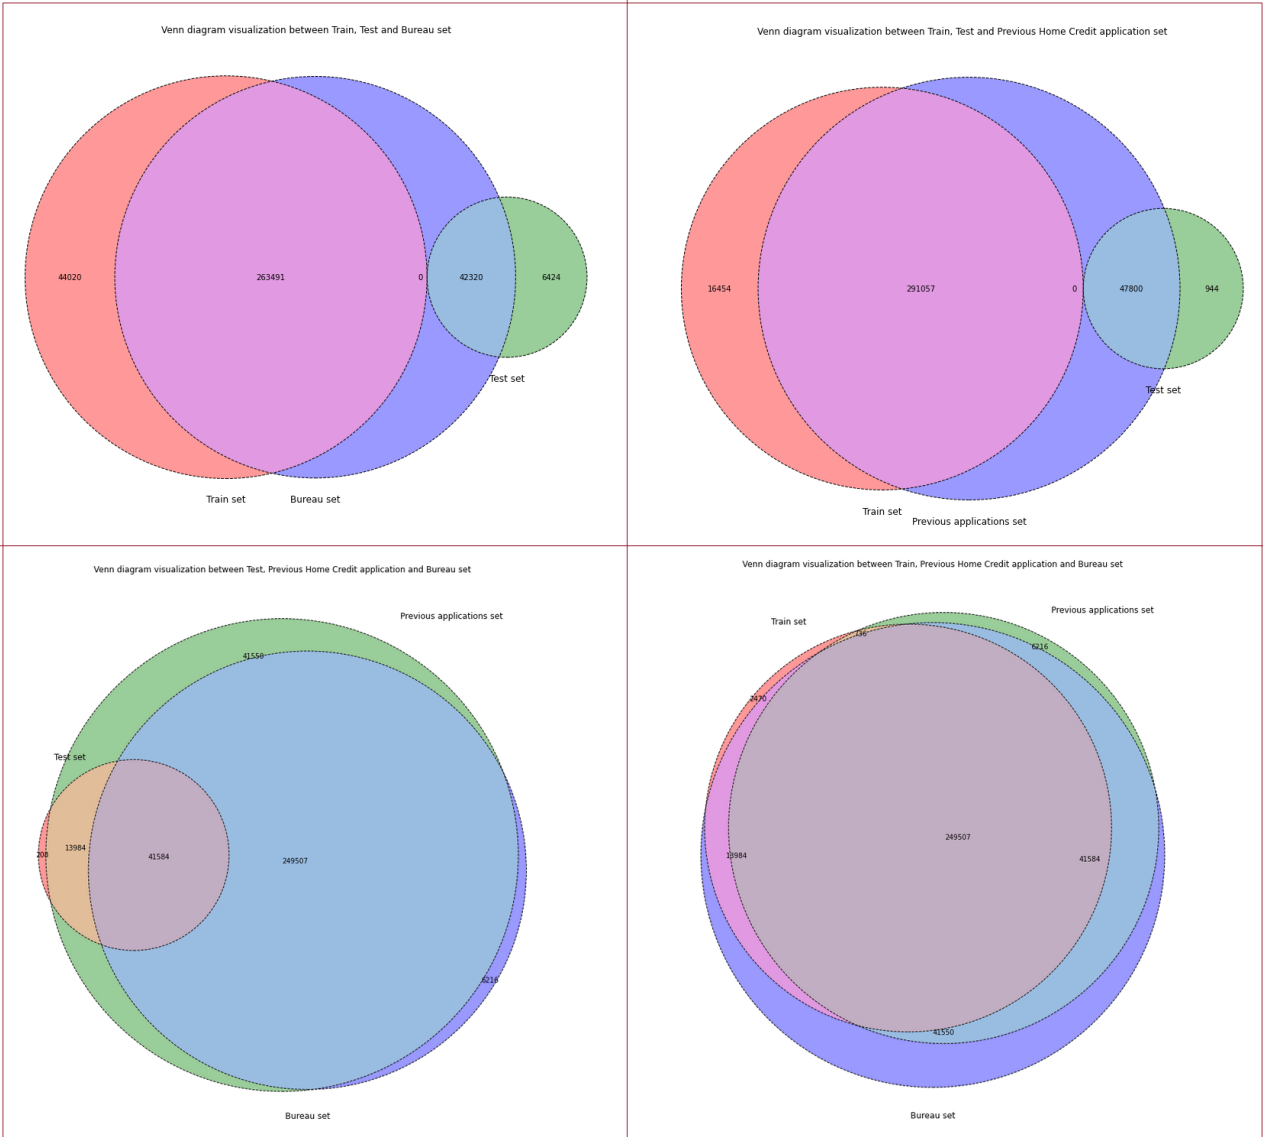 Venn diagram visualization between Train, Test and Bureau set
44020
263491
0
42320
6424
Test set
Train set
Bureau set
Venn diagram visualization between Train, Test and Previous Home Credit application set
16454
291057
0
47800
944
Test set
Train set
Previous applications set
Venn diagram visualization between Test, Previous Home Credit application and Bureau set
Previous applications set
41550
Test set
208
13984
41584
249507
6216
Bureau set
Venn diagram visualization between Train, Previous Home Credit application and Bureau set
Previous applications set
Train set
736
6216
2470
249507
13984
41584
41550
Bureau set